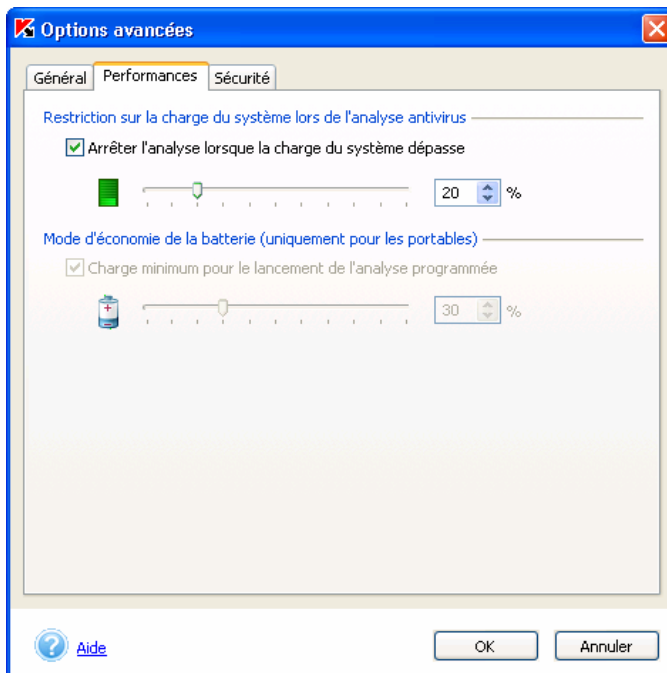 Options avancées
Général Performances Sécurité
Restriction sur la charge du système lors de l'analyse antivirus
Arrêter l'analyse lorsque la charge du système dépasse
20 %
Mode d'économie de la batterie (uniquement pour les portables)
Charge minimum pour le lancement de l'analyse programmée
30 %
Aide OK Annuler